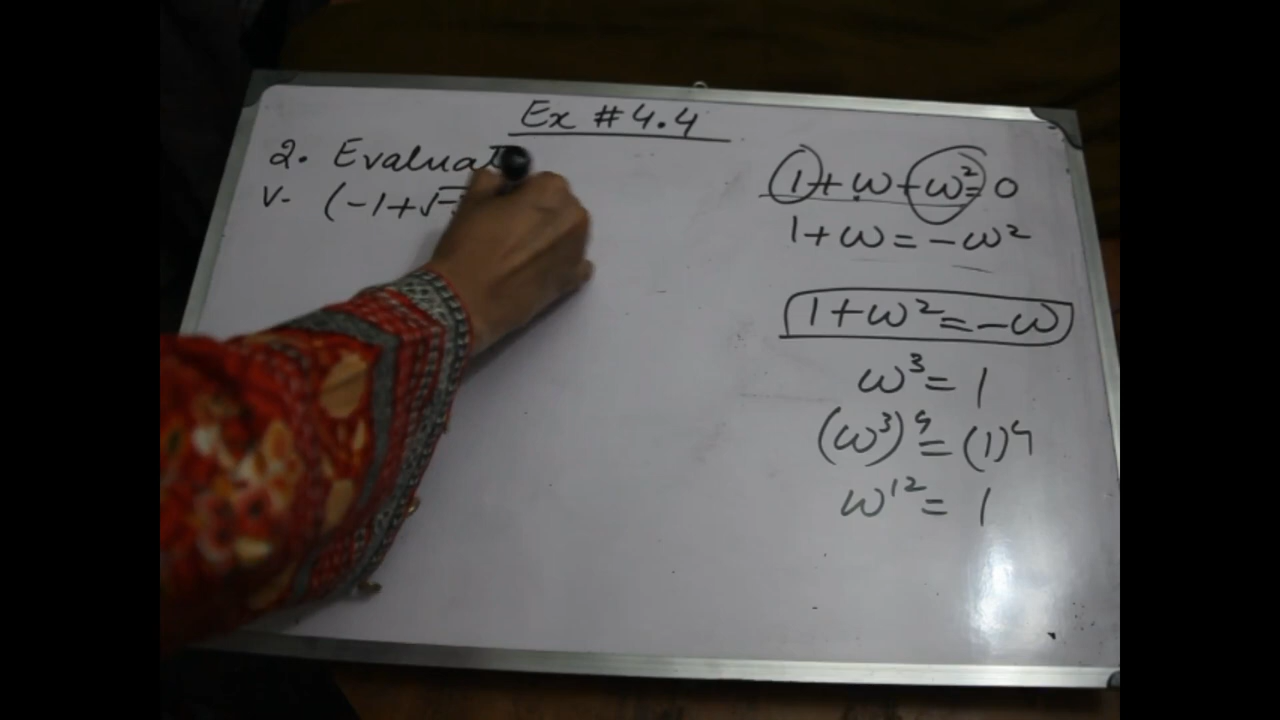 Ex # 4.4
2. Evaluat
v. (-1+√-
1+ω+ω²=0
1+ω=-ω²
1+ω²=-ω
ω³=1
(ω³)⁴=(1)⁴
ω¹²=1